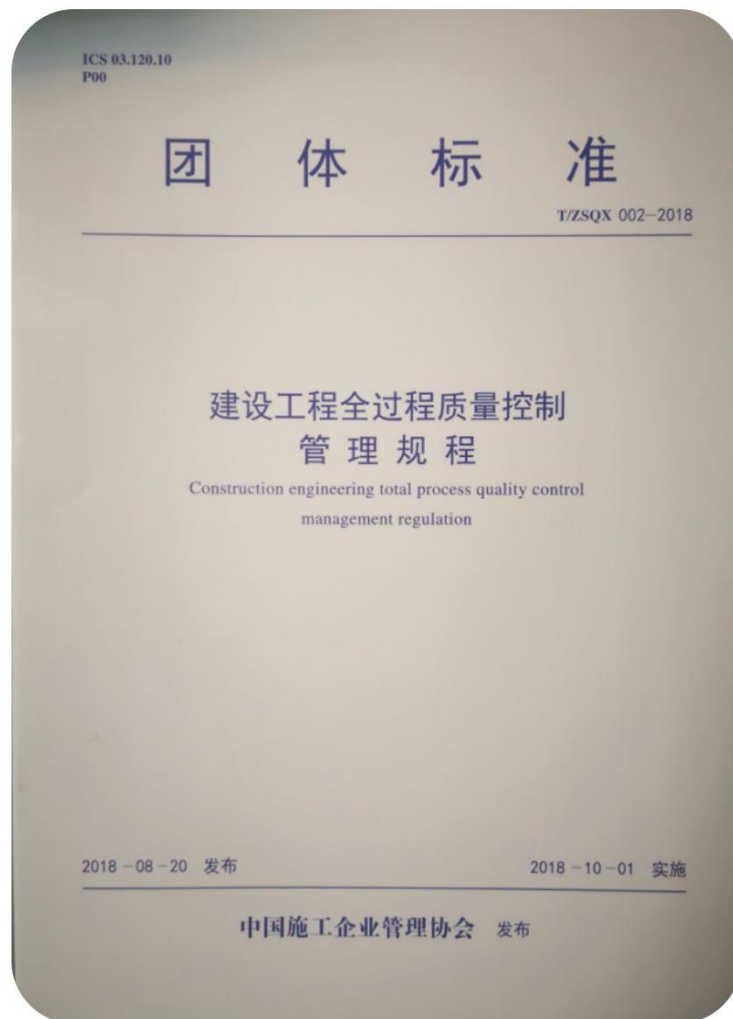 ICS 03.120.10
P00
团体标准
T/ZSQX 002-2018
建设工程全过程质量控制
管理规程
Construction engineering total process quality control
management regulation
2018-08-20 发布
2018-10-01 实施
中国施工企业管理协会 发布